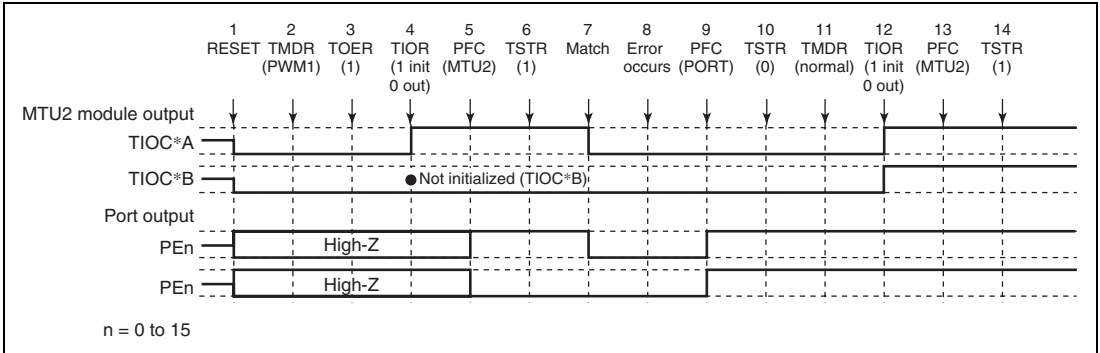 1 2 3 4 5 6 7 8 9 10 11 12 13 14
RESET TMDR TOER TIOR PFC TSTR Match Error PFC TSTR TMDR TIOR PFC TSTR
(PWM1) (1) (1 init (MTU2) (1) occurs (PORT) (0) (normal) (1 init (MTU2) (1)
0 out) 0 out)
MTU2 module output
TIOC*A
TIOC*B ●Not initialized (TIOC*B)
Port output
PEn High-Z
PEn High-Z
n = 0 to 15